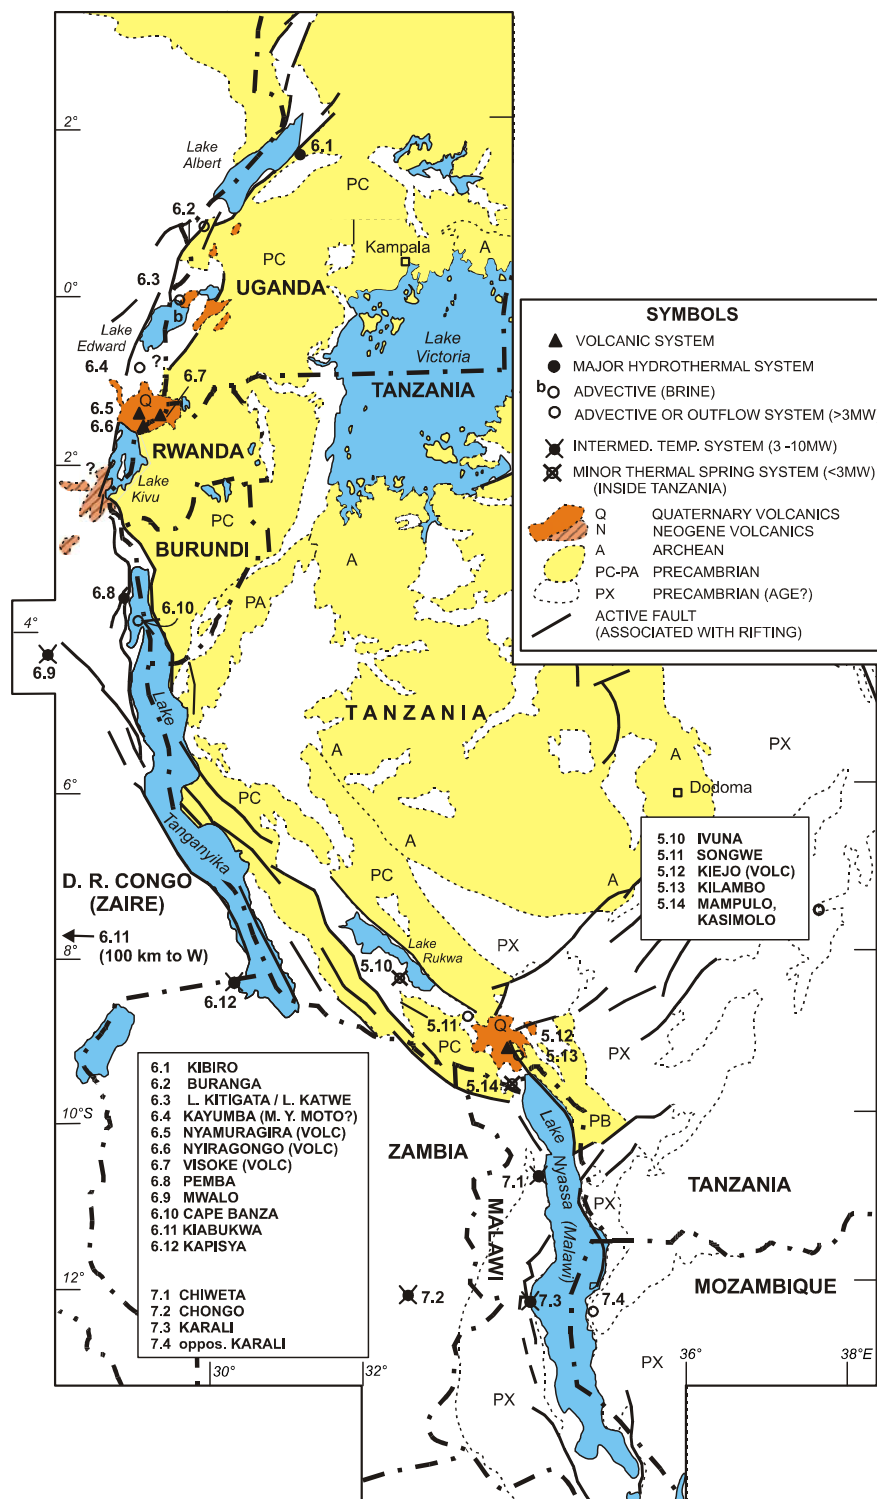 2°
Lake
Albert
6.1
PC
6.2
A
Kampala
PC
6.3
0°
UGANDA
b
Lake
Edward
Lake
Victoria
6.4
?
6.7
TANZANIA
Q
6.5
6.6
RWANDA
2°
?
Lake
Kivu
PC
BURUNDI
A
A
6.8
PA
6.10
4°
6.9
Lake
Tanganyika
TANZANIA
PX
A
A
Dodoma
6°
PC
A
PC
A
D. R. CONGO
(ZAIRE)
6.11
(100 km to W)
8°
Lake
Rukwa
PX
5.10
6.12
5.11
Q
5.12
5.13
PC
PX
5.14
10°S
PB
ZAMBIA
Lake Nyassa (Malawi)
7.1
TANZANIA
MALAWI
PX
MOZAMBIQUE
12°
7.2
7.3
7.4
30°
32°
36°
38°E
PX
PX
PX
SYMBOLS
VOLCANIC SYSTEM
MAJOR HYDROTHERMAL SYSTEM
b ADVECTIVE (BRINE)
ADVECTIVE OR OUTFLOW SYSTEM (>3MW
INTERMED. TEMP. SYSTEM (3 -10MW)
MINOR THERMAL SPRING SYSTEM (<3MW)
(INSIDE TANZANIA)
Q QUATERNARY VOLCANICS
N NEOGENE VOLCANICS
A ARCHEAN
PC-PA PRECAMBRIAN
PX PRECAMBRIAN (AGE?)
ACTIVE FAULT
(ASSOCIATED WITH RIFTING)
5.10 IVUNA
5.11 SONGWE
5.12 KIEJO (VOLC)
5.13 KILAMBO
5.14 MAMPULO,
KASIMOLO
6.1 KIBIRO
6.2 BURANGA
6.3 L. KITIGATA / L. KATWE
6.4 KAYUMBA (M. Y. MOTO?)
6.5 NYAMURAGIRA (VOLC)
6.6 NYIRAGONGO (VOLC)
6.7 VISOKE (VOLC)
6.8 PEMBA
6.9 MWALO
6.10 CAPE BANZA
6.11 KIABUKWA
6.12 KAPISYA
7.1 CHIWETA
7.2 CHONGO
7.3 KARALI
7.4 oppos. KARALI